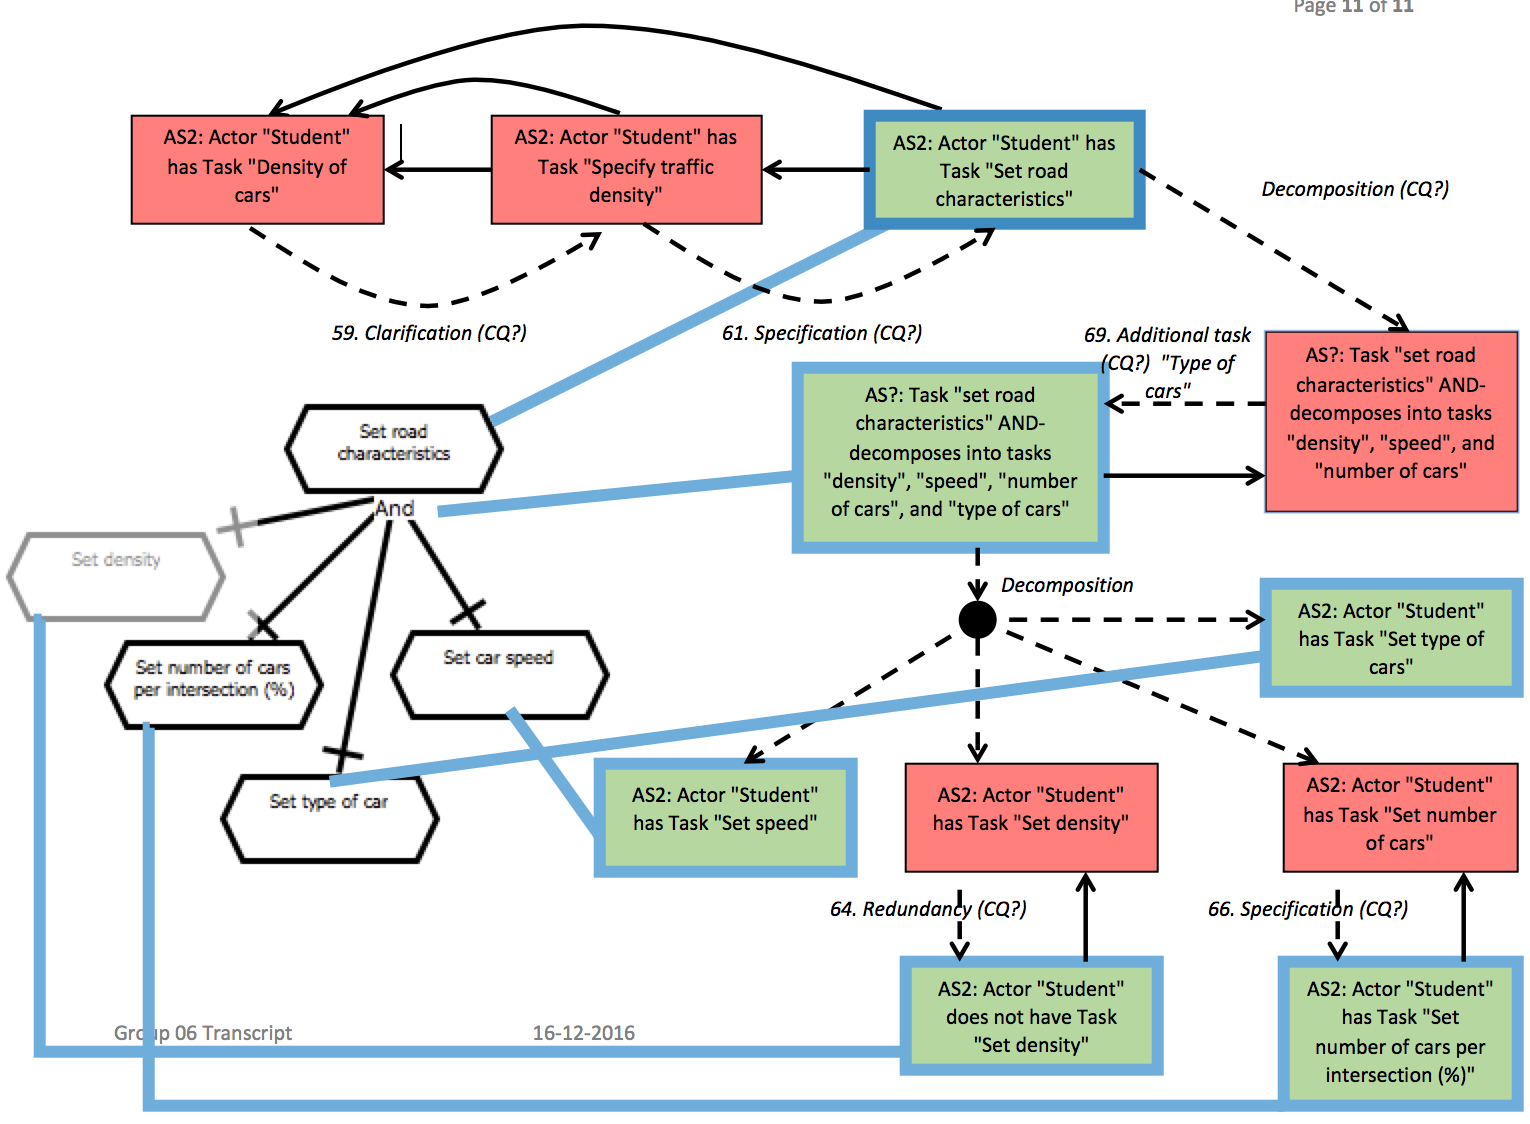 Page 11 of 11
AS2: Actor "Student"
has Task "Density of
cars"
AS2: Actor "Student" has
Task "Specify traffic
density"
AS2: Actor "Student" has
Task "Set road
characteristics"
Decomposition (CQ?)
59. Clarification (CQ?)
61. Specification (CQ?)
69. Additional task
(CQ?) "Type of
cars"
AS?: Task "set road
characteristics" AND-
decomposes into tasks
"density", "speed", and
"number of cars"
AS?: Task "set road
characteristics" AND-
decomposes into tasks
"density", "speed", "number
of cars", and "type of cars"
Set road
characteristics
And
Set density
Set number of cars
per intersection (%)
Set car speed
Set type of car
Decomposition
AS2: Actor "Student"
has Task "Set type of
cars"
AS2: Actor "Student"
has Task "Set speed"
AS2: Actor "Student"
has Task "Set density"
AS2: Actor "Student"
has Task "Set number
of cars"
64. Redundancy (CQ?)
66. Specification (CQ?)
AS2: Actor "Student"
does not have Task
"Set density"
AS2: Actor "Student"
has Task "Set
number of cars per
intersection (%)"
Group 06 Transcript
16-12-2016